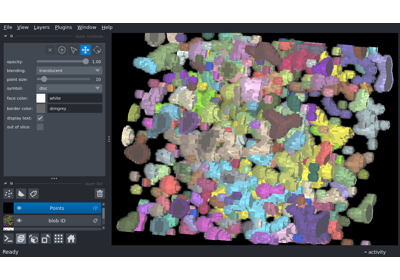 File View Layers Plugins Window Help
opacity: 1.00
blending: translucent
point size: 10
symbol: disc
face color: white
border color: dimgrey
display text:
out of slice:
Points
blob ID
Ready
activity